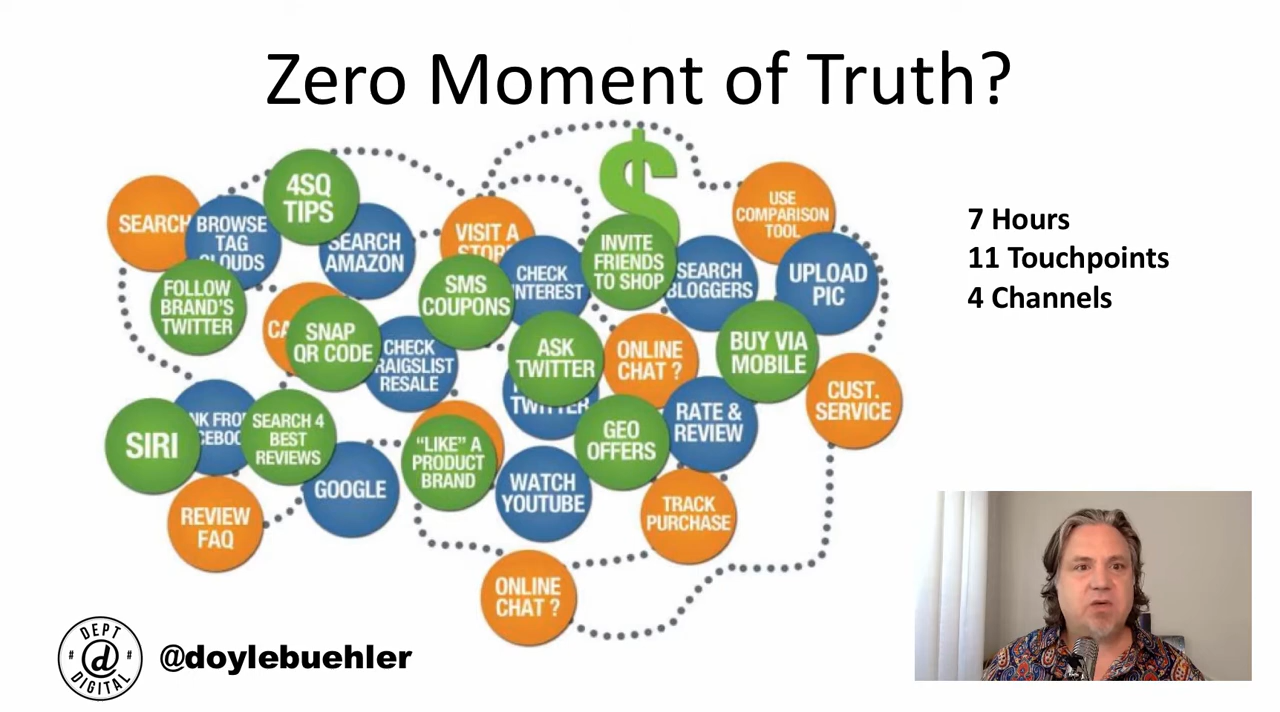 Zero Moment of Truth?
7 Hours
11 Touchpoints
4 Channels
SEARCH
BROWSE
TAG
CLOUDS
4SQ
TIPS
SEARCH
AMAZON
VISIT A
STORE
CHECK
INVITE
FRIENDS
TO SHOP
SEARCH
BLOGGERS
USE
COMPARISON
TOOL
UPLOAD
PIC
FOLLOW
BRAND'S
TWITTER
SNAP
QR CODE
CHECK
RESALE
SMS
COUPONS
ASK
TWITTER
TWITTER
ONLINE
CHAT ?
BUY VIA
MOBILE
CUST.
SERVICE
SIRI
SEARCH 4
BEST
REVIEWS
GOOGLE
"LIKE" A
PRODUCT
BRAND
WATCH
YOUTUBE
GEO
OFFERS
RATE &
REVIEW
REVIEW
FAQ
TRACK
PURCHASE
ONLINE
CHAT ?
DEPT
# d #
DIGITAL
@doylebuehler